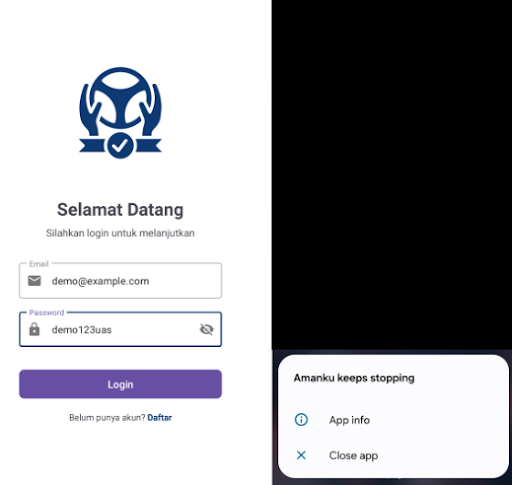 Selamat Datang
Silahkan login untuk melanjutkan
Email
demo@example.com
Password
demo123uas
Login
Belum punya akun? Daftar
Amanku keeps stopping
App info
Close app